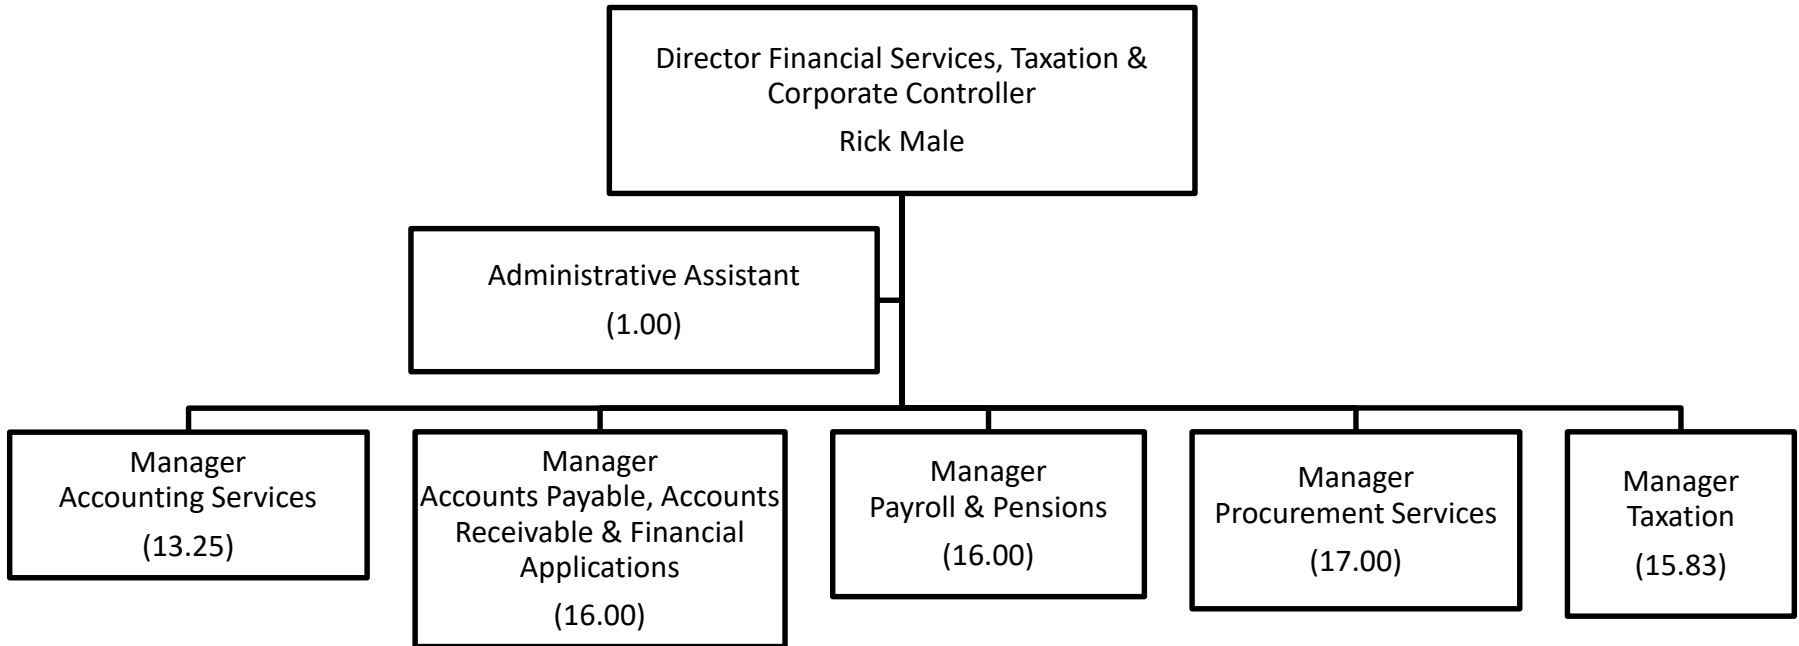 Director Financial Services, Taxation &
Corporate Controller
Rick Male
Administrative Assistant
(1.00)
Manager
Accounting Services
(13.25)
Manager
Accounts Payable, Accounts
Receivable & Financial
Applications
(16.00)
Manager
Payroll & Pensions
(16.00)
Manager
Procurement Services
(17.00)
Manager
Taxation
(15.83)